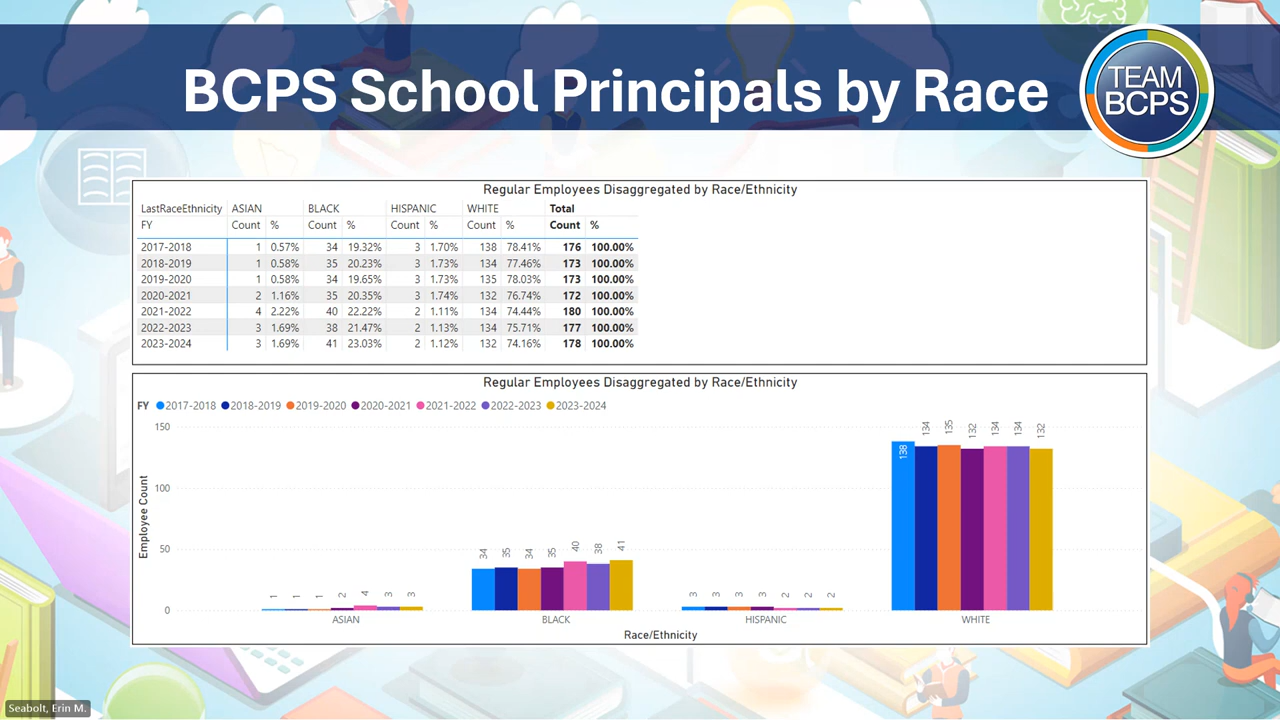 BCPS School Principals by Race
TEAM
BCPS
Regular Employees Disaggregated by Race/Ethnicity
LastRaceEthnicity ASIAN BLACK HISPANIC WHITE Total
FY Count % Count % Count % Count % Count %
2017-2018 1 0.57% 34 19.32% 3 1.70% 138 78.41% 176 100.00%
2018-2019 1 0.58% 35 20.23% 3 1.73% 134 77.46% 173 100.00%
2019-2020 1 0.58% 34 19.65% 3 1.73% 135 78.03% 173 100.00%
2020-2021 2 1.16% 35 20.35% 3 1.74% 132 76.74% 172 100.00%
2021-2022 4 2.22% 40 22.22% 2 1.11% 134 74.44% 180 100.00%
2022-2023 3 1.69% 38 21.47% 2 1.13% 134 75.71% 177 100.00%
2023-2024 3 1.69% 41 23.03% 2 1.12% 132 74.16% 178 100.00%
Regular Employees Disaggregated by Race/Ethnicity
FY 2017-2018 2018-2019 2019-2020 2020-2021 2021-2022 2022-2023 2023-2024
Employee Count
150
100
50
0
1 1 1 2 4 3 3
34 35 34 35 40 38 41
3 3 3 3 2 2 2
138 134 135 132 134 134 132
ASIAN BLACK HISPANIC WHITE
Race/Ethnicity
Seabolt, Erin M.